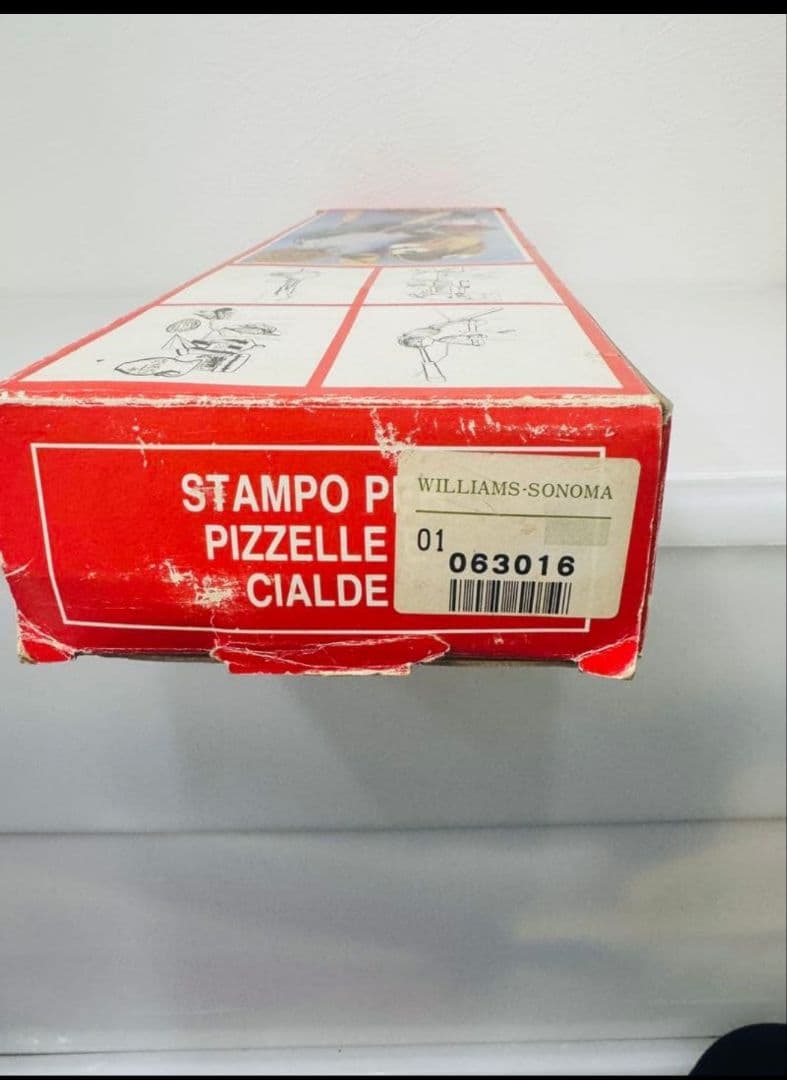 STAMPO P
PIZZELLE
CIALDE
WILLIAMS-SONOMA
01
063016